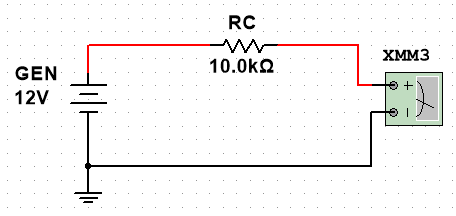 RC
10.0kΩ
GEN
12V
XMM3
+
−